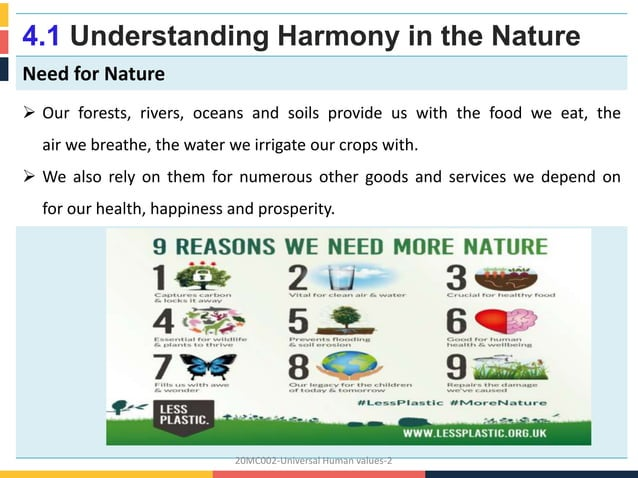 4.1 Understanding Harmony in the Nature
Need for Nature
➢ Our forests, rivers, oceans and soils provide us with the food we eat, the
air we breathe, the water we irrigate our crops with.
➢ We also rely on them for numerous other goods and services we depend on
for our health, happiness and prosperity.
9 REASONS WE NEED MORE NATURE
1
Captures carbon
& locks it away
2
Vital for clean air & water
3
Crucial for healthy food
4
Essential for wildlife
& plants to thrive
5
Prevents flooding
& soil erosion
6
Good for human
health & wellbeing
7
Fills us with awe
& wonder
8
Our legacy for the children
of today & tomorrow
9
Repairs the damage
we've caused
LESS
PLASTIC.
#LessPlastic #MoreNature
WWW.LESSPLASTIC.ORG.UK
20MC002-Universal Human values-2